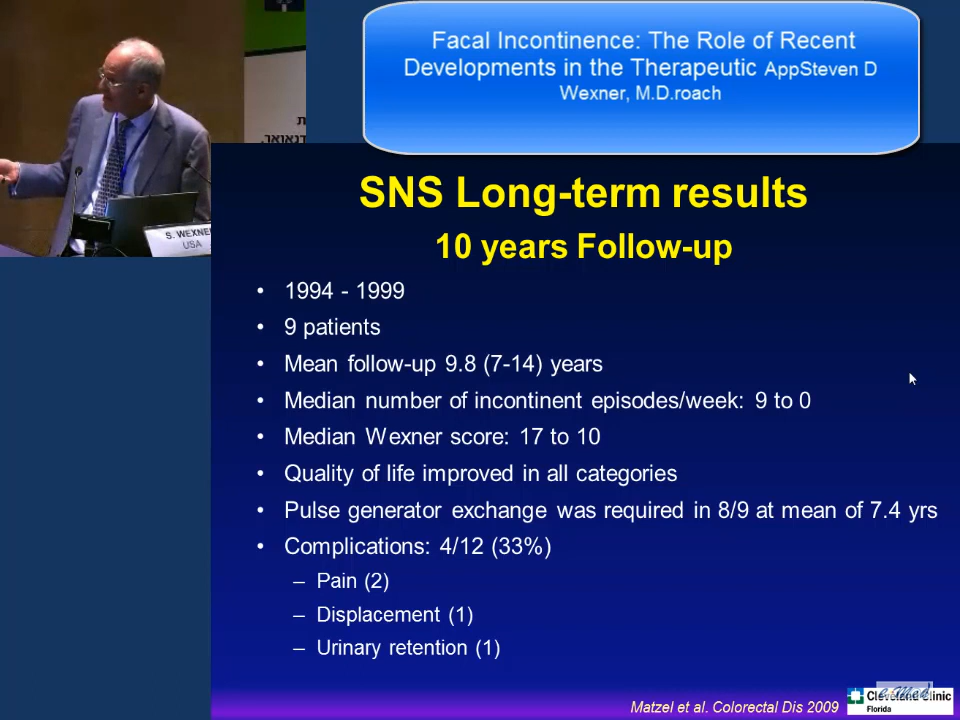 Facal Incontinence: The Role of Recent
Developments in the Therapeutic AppSteven D
Wexner, M.D.roach
S. WEXNER
USA
SNS Long-term results
10 years Follow-up
• 1994 - 1999
• 9 patients
• Mean follow-up 9.8 (7-14) years
• Median number of incontinent episodes/week: 9 to 0
• Median Wexner score: 17 to 10
• Quality of life improved in all categories
• Pulse generator exchange was required in 8/9 at mean of 7.4 yrs
• Complications: 4/12 (33%)
– Pain (2)
– Displacement (1)
– Urinary retention (1)
Matzel et al. Colorectal Dis 2009
Cleveland Clinic
Florida